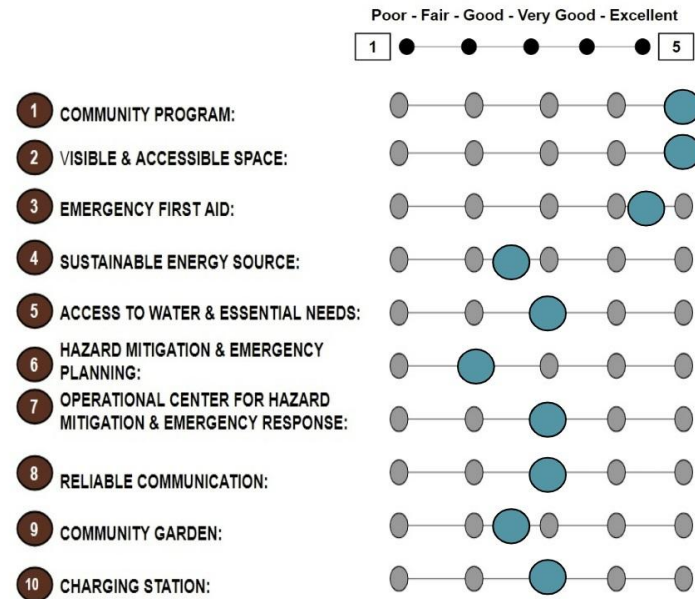 Poor - Fair - Good - Very Good - Excellent
1 5
1 COMMUNITY PROGRAM:
2 VISIBLE & ACCESSIBLE SPACE:
3 EMERGENCY FIRST AID:
4 SUSTAINABLE ENERGY SOURCE:
5 ACCESS TO WATER & ESSENTIAL NEEDS:
6 HAZARD MITIGATION & EMERGENCY
PLANNING:
7 OPERATIONAL CENTER FOR HAZARD
MITIGATION & EMERGENCY RESPONSE:
8 RELIABLE COMMUNICATION:
9 COMMUNITY GARDEN:
10 CHARGING STATION: